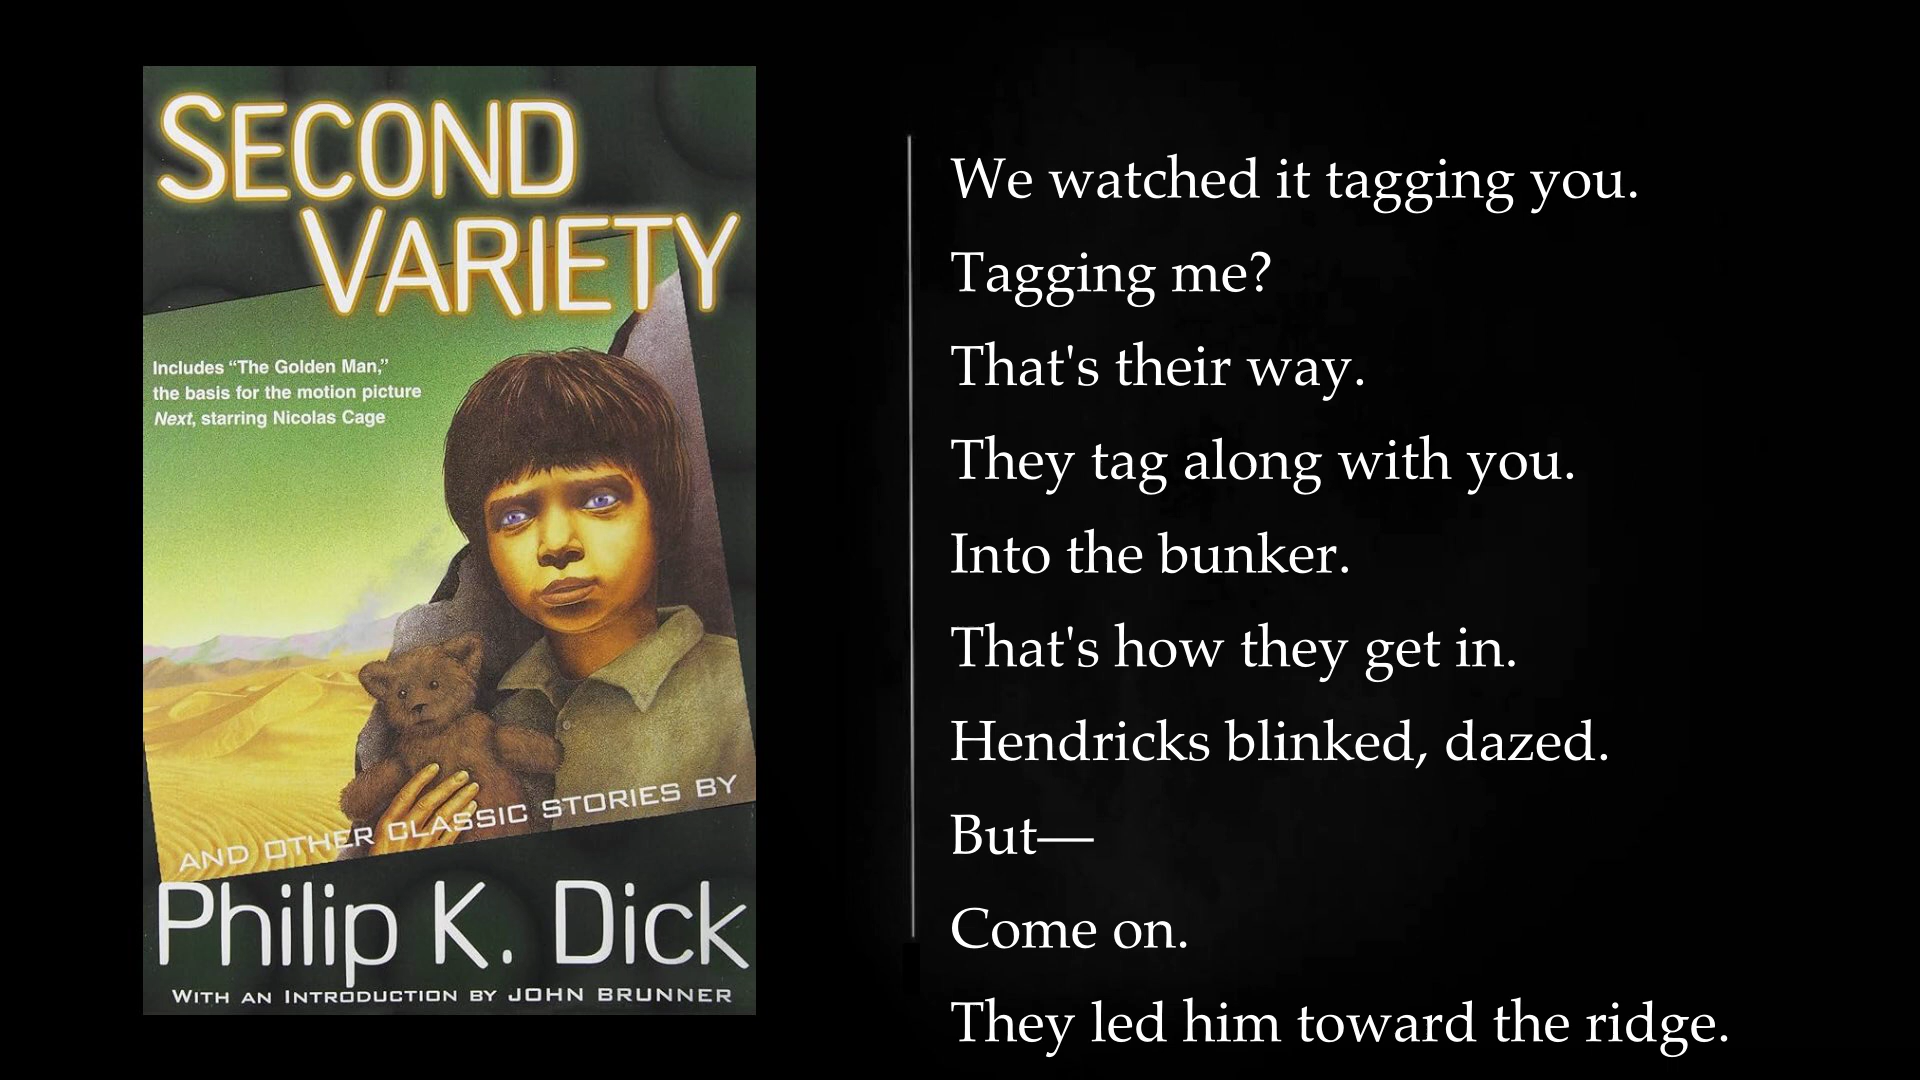 SECOND
VARIETY
Includes “The Golden Man,”
the basis for the motion picture
Next, starring Nicolas Cage
AND OTHER CLASSIC STORIES BY
Philip K. Dick
WITH AN INTRODUCTION BY JOHN BRUNNER
We watched it tagging you.
Tagging me?
That's their way.
They tag along with you.
Into the bunker.
That's how they get in.
Hendricks blinked, dazed.
But—
Come on.
They led him toward the ridge.